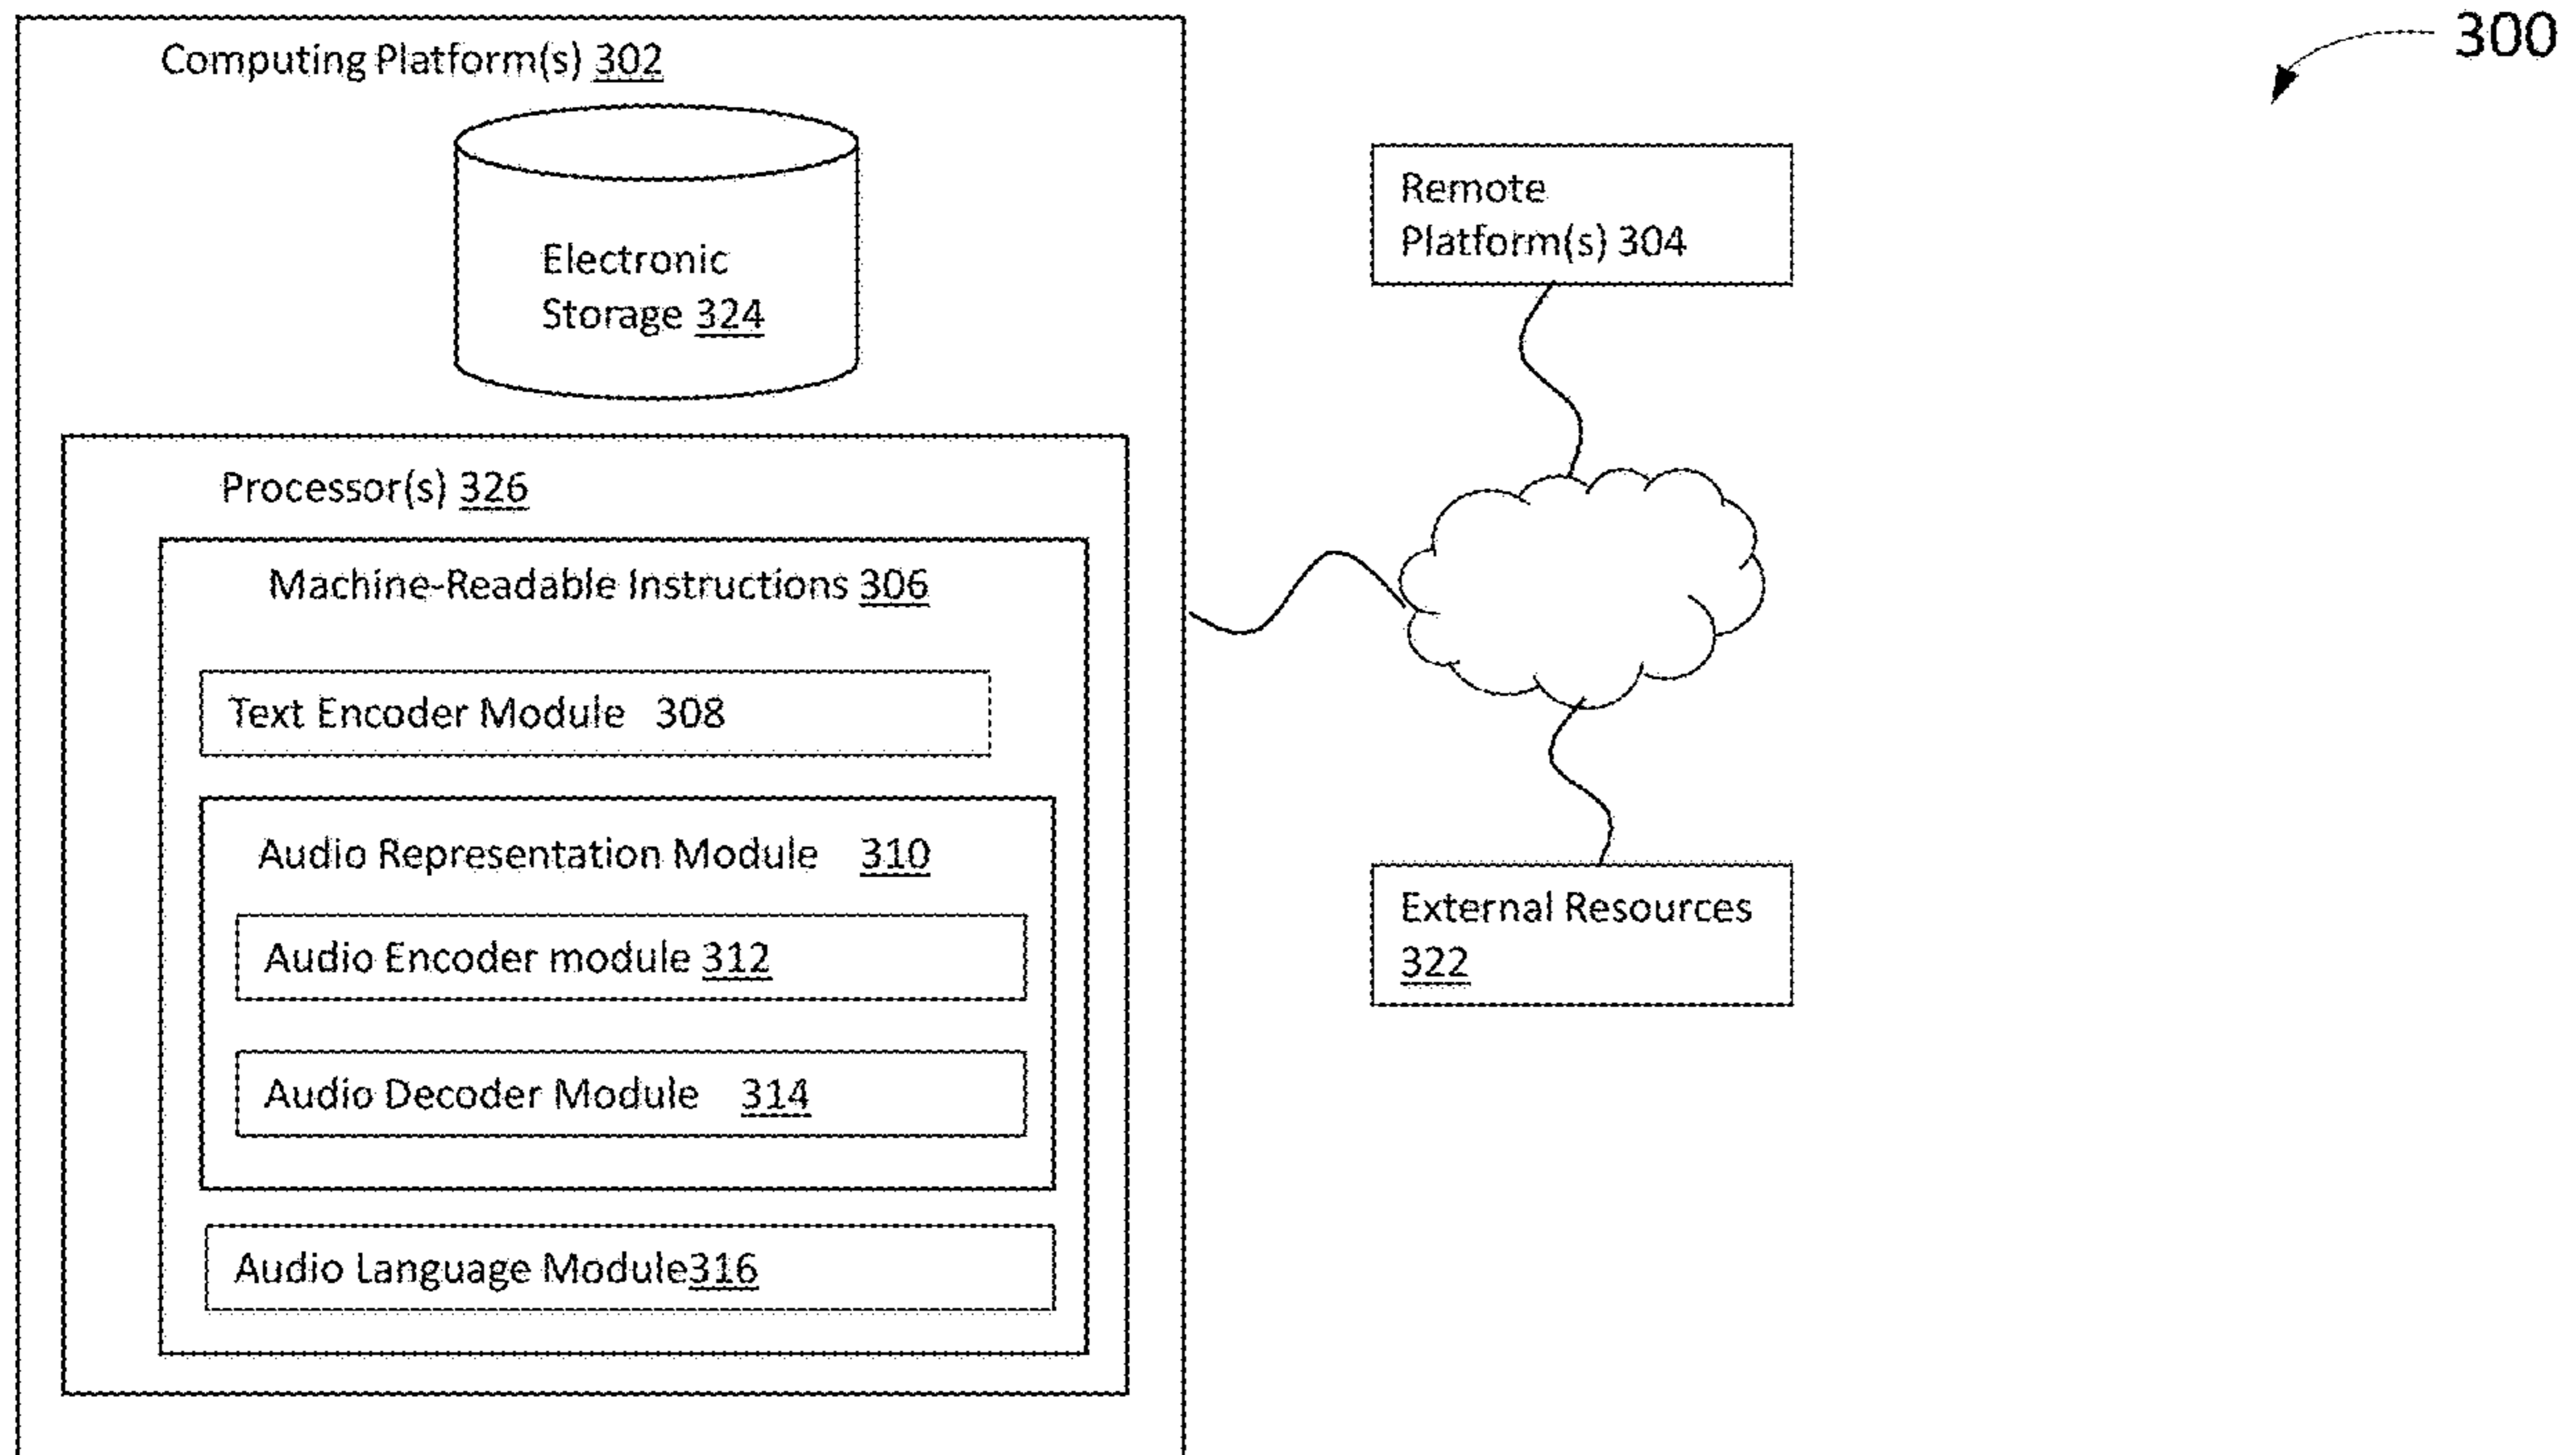 300
Computing Platform(s) 302
Electronic
Storage 324
Remote
Platform(s) 304
Processor(s) 326
Machine-Readable Instructions 306
Text Encoder Module 308
Audio Representation Module 310
Audio Encoder module 312
Audio Decoder Module 314
Audio Language Module316
External Resources
322